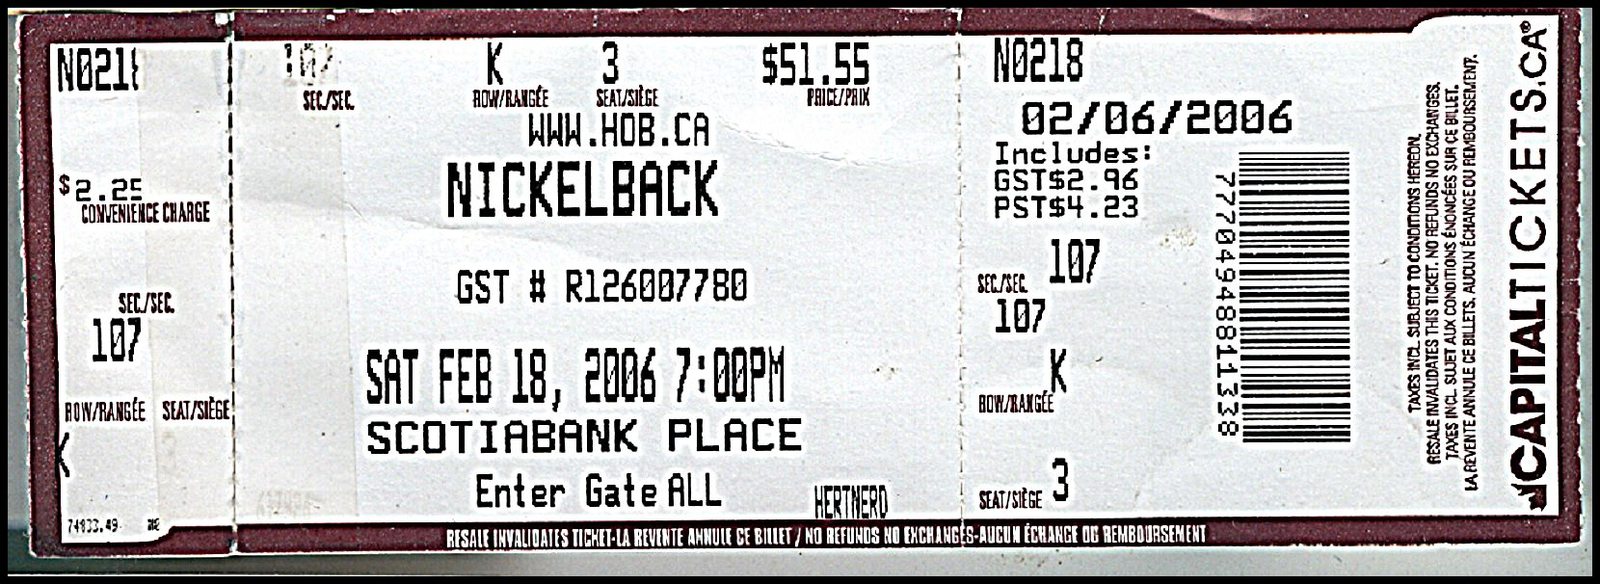 N0218
$2.25
CONVENIENCE CHARGE
SEC./SEC.
107
ROW/RANGÉE SEAT/SIÈGE
K
107 K 3 $51.55
SEC./SEC. ROW/RANGÉE SEAT/SIÈGE PRICE/PRIX
WWW.HOB.CA
NICKELBACK
GST # R126007780
SAT FEB 18, 2006 7:00PM
SCOTIABANK PLACE
Enter Gate ALL
HERTNERD
RESALE INVALIDATES TICKET-LA REVENTE ANNULE CE BILLET / NO REFUNDS NO EXCHANGES-AUCUN ÉCHANGE OU REMBOURSEMENT
N0218
02/06/2006
Includes:
GST$2.96
PST$4.23
107
SEC./SEC.
107
K
ROW/RANGÉE
SEAT/SIÈGE 3
777049488811338
TAXES INCL. SUBJECT TO CONDITIONS HEREON.
RESALE INVALIDATES THIS TICKET. NO REFUNDS NO EXCHANGES.
TAXES INCL. SUJET AUX CONDITIONS ÉNONCÉES SUR CE BILLET.
LA REVENTE ANNULE CE BILLETS. AUCUN ÉCHANGE OU REMBOURSEMENT.
CAPITALTICKETS.CA®